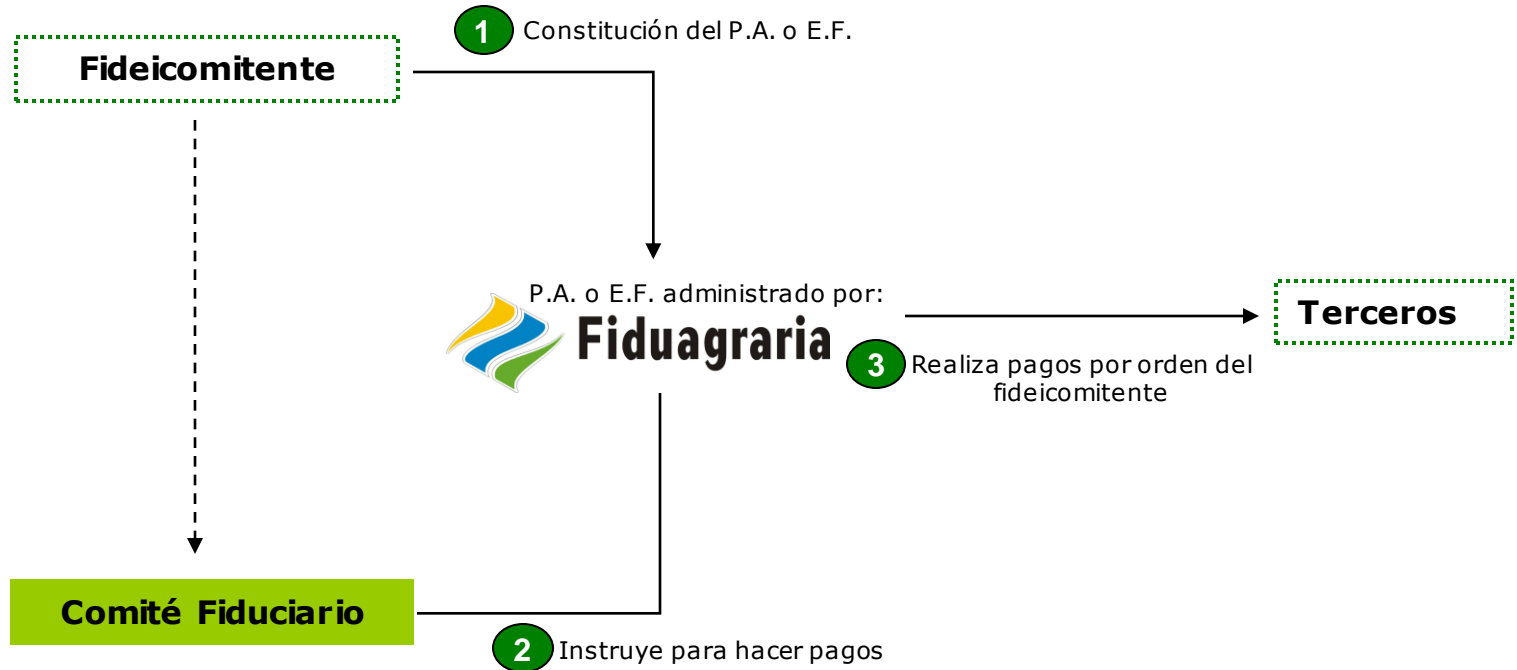 1 Constitución del P.A. o E.F.
Fideicomitente
P.A. o E.F. administrado por:
Fiduagraria
Terceros
3 Realiza pagos por orden del
fideicomitente
Comité Fiduciario
2 Instruye para hacer pagos